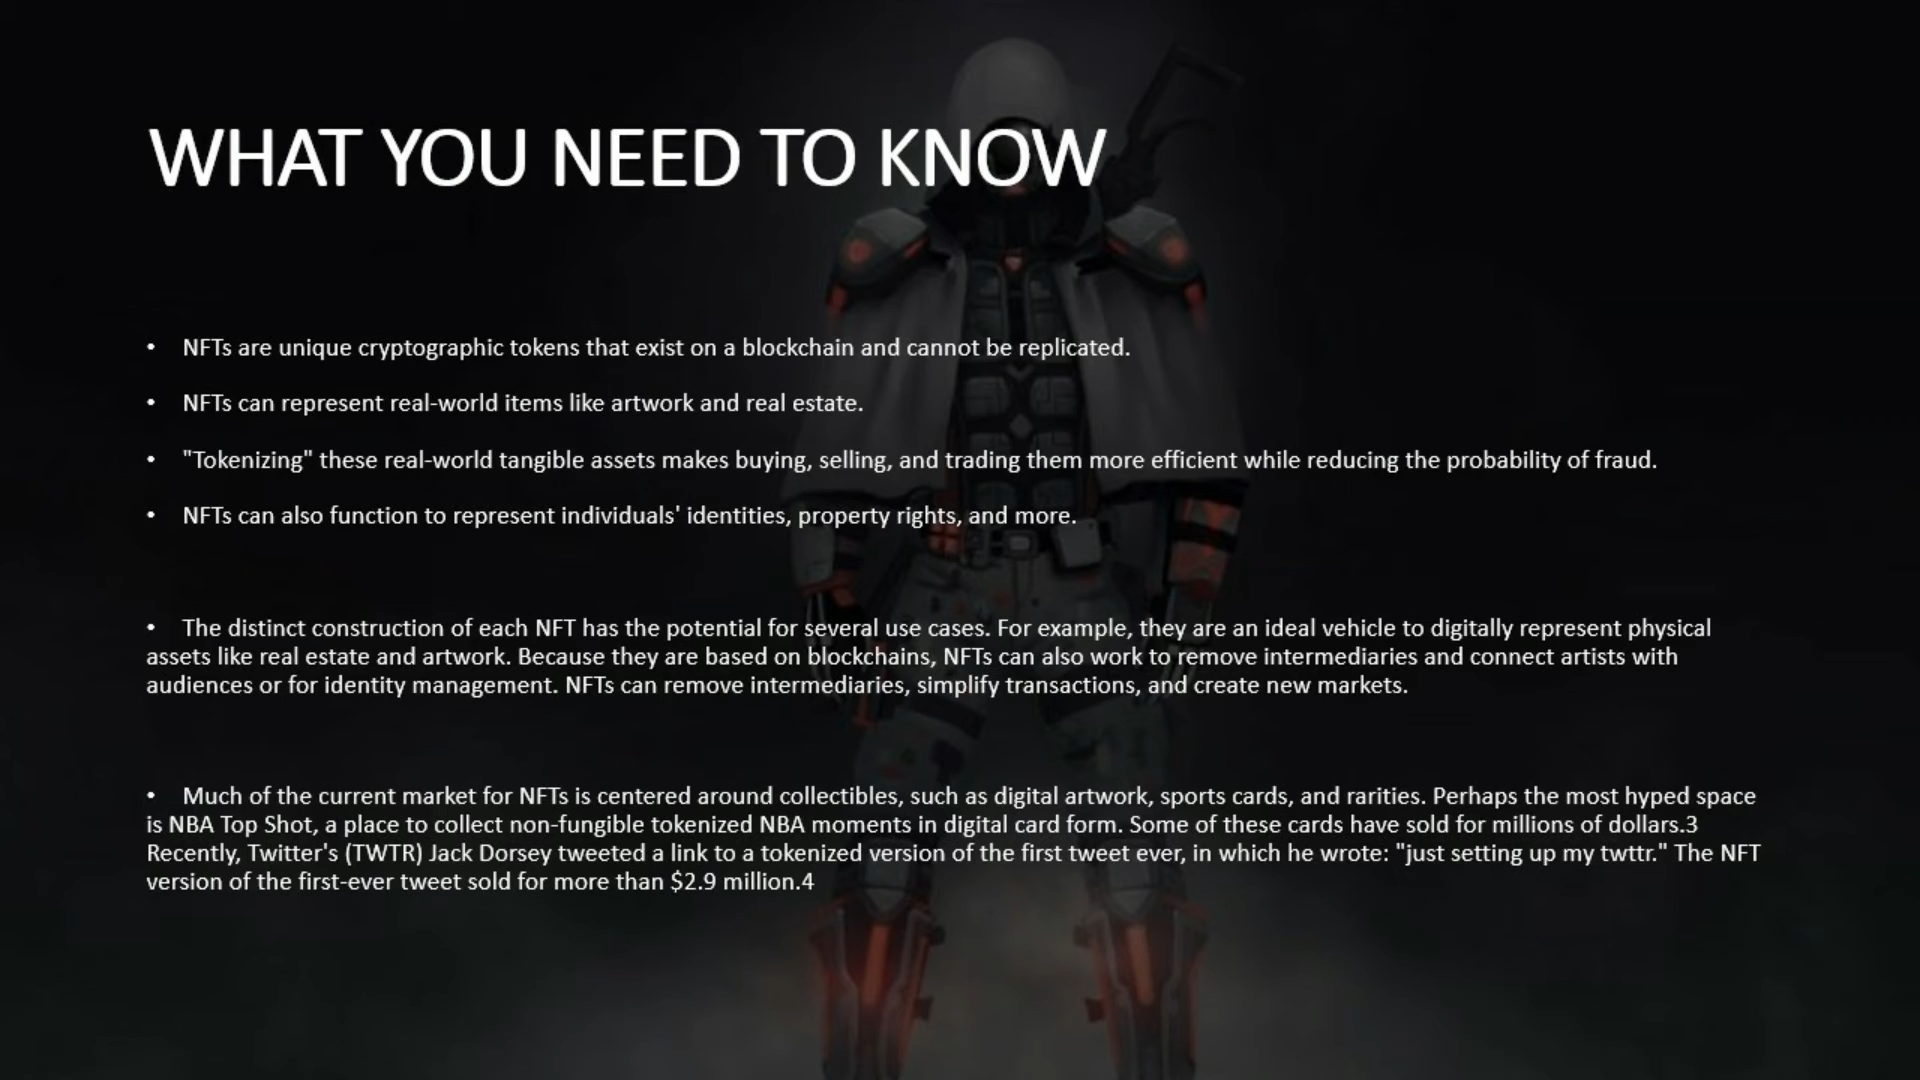 WHAT YOU NEED TO KNOW
• NFTs are unique cryptographic tokens that exist on a blockchain and cannot be replicated.
• NFTs can represent real-world items like artwork and real estate.
• "Tokenizing" these real-world tangible assets makes buying, selling, and trading them more efficient while reducing the probability of fraud.
• NFTs can also function to represent individuals' identities, property rights, and more.
• The distinct construction of each NFT has the potential for several use cases. For example, they are an ideal vehicle to digitally represent physical
assets like real estate and artwork. Because they are based on blockchains, NFTs can also work to remove intermediaries and connect artists with
audiences or for identity management. NFTs can remove intermediaries, simplify transactions, and create new markets.
• Much of the current market for NFTs is centered around collectibles, such as digital artwork, sports cards, and rarities. Perhaps the most hyped space
is NBA Top Shot, a place to collect non-fungible tokenized NBA moments in digital card form. Some of these cards have sold for millions of dollars.3
Recently, Twitter's (TWTR) Jack Dorsey tweeted a link to a tokenized version of the first tweet ever, in which he wrote: "just setting up my twttr." The NFT
version of the first-ever tweet sold for more than $2.9 million.4